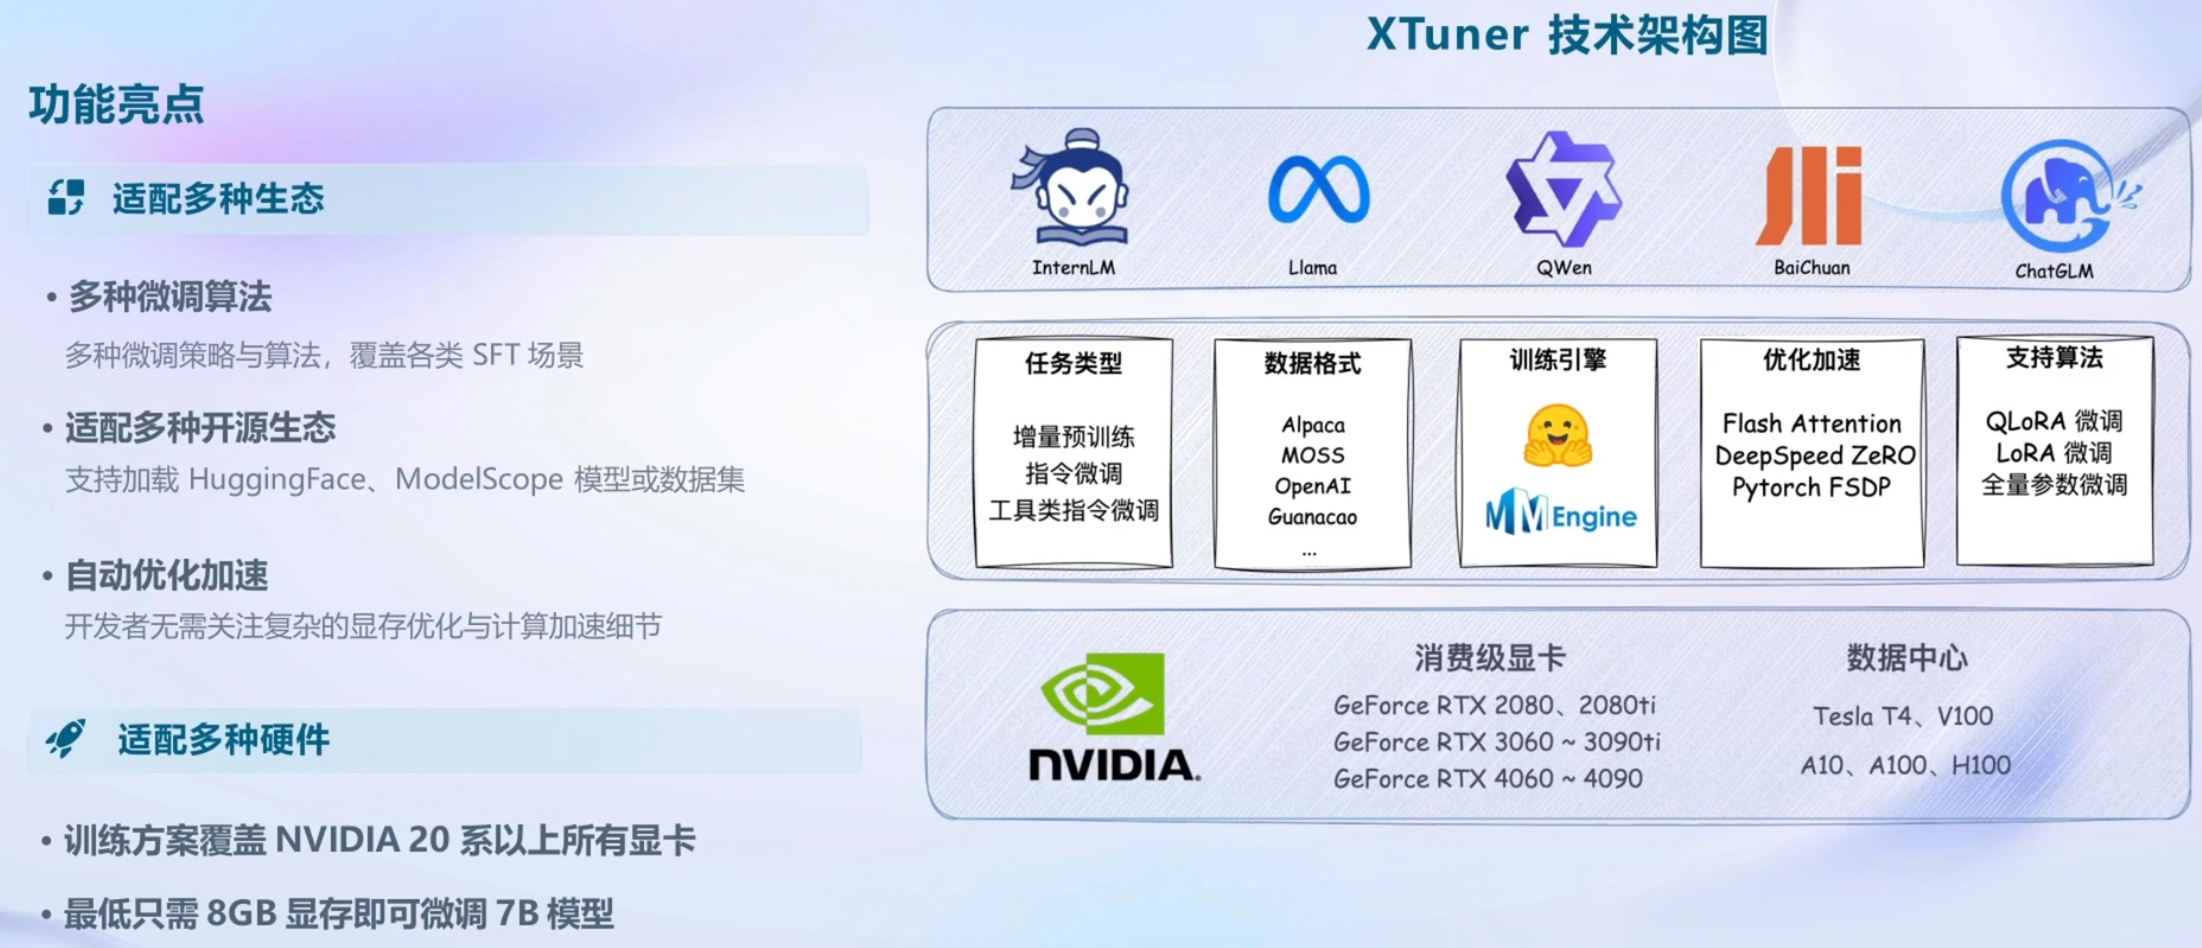 XTuner 技术架构图
功能亮点
适配多种生态
• 多种微调算法
多种微调策略与算法，覆盖各类 SFT 场景
• 适配多种开源生态
支持加载 HuggingFace、ModelScope 模型或数据集
• 自动优化加速
开发者无需关注复杂的显存优化与计算加速细节
适配多种硬件
• 训练方案覆盖 NVIDIA 20 系以上所有显卡
• 最低只需 8GB 显存即可微调 7B 模型
InternLM
Llama
QWen
BaiChuan
ChatGLM
任务类型
增量预训练
指令微调
工具类指令微调
数据格式
Alpaca
MOSS
OpenAI
Guanacao
...
训练引擎
MMEngine
优化加速
Flash Attention
DeepSpeed ZeRO
Pytorch FSDP
支持算法
QLoRA 微调
LoRA 微调
全量参数微调
NVIDIA.
消费级显卡
GeForce RTX 2080、2080ti
GeForce RTX 3060 ~ 3090ti
GeForce RTX 4060 ~ 4090
数据中心
Tesla T4、V100
A10、A100、H100